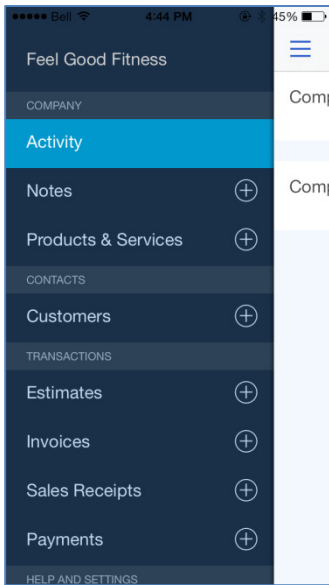 Bell 4:44 PM 45%
Feel Good Fitness
COMPANY
Activity
Notes
Products & Services
CONTACTS
Customers
TRANSACTIONS
Estimates
Invoices
Sales Receipts
Payments
HELP AND SETTINGS
Comp
Comp